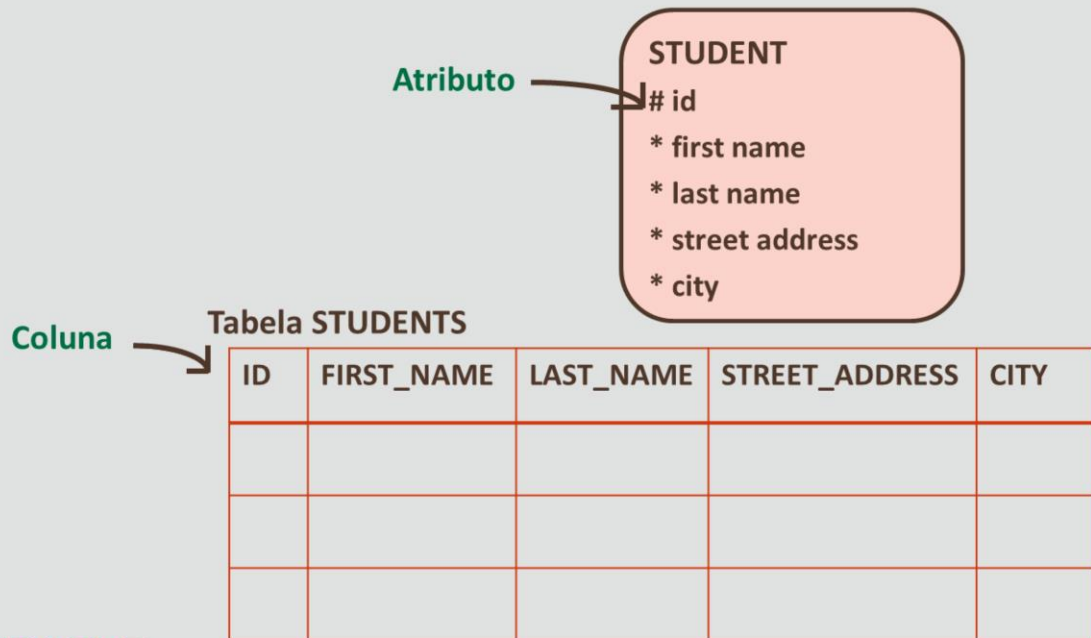 STUDENT
Atributo
# id
* first name
* last name
* street address
* city
Tabela STUDENTS
Coluna
ID FIRST_NAME LAST_NAME STREET_ADDRESS CITY